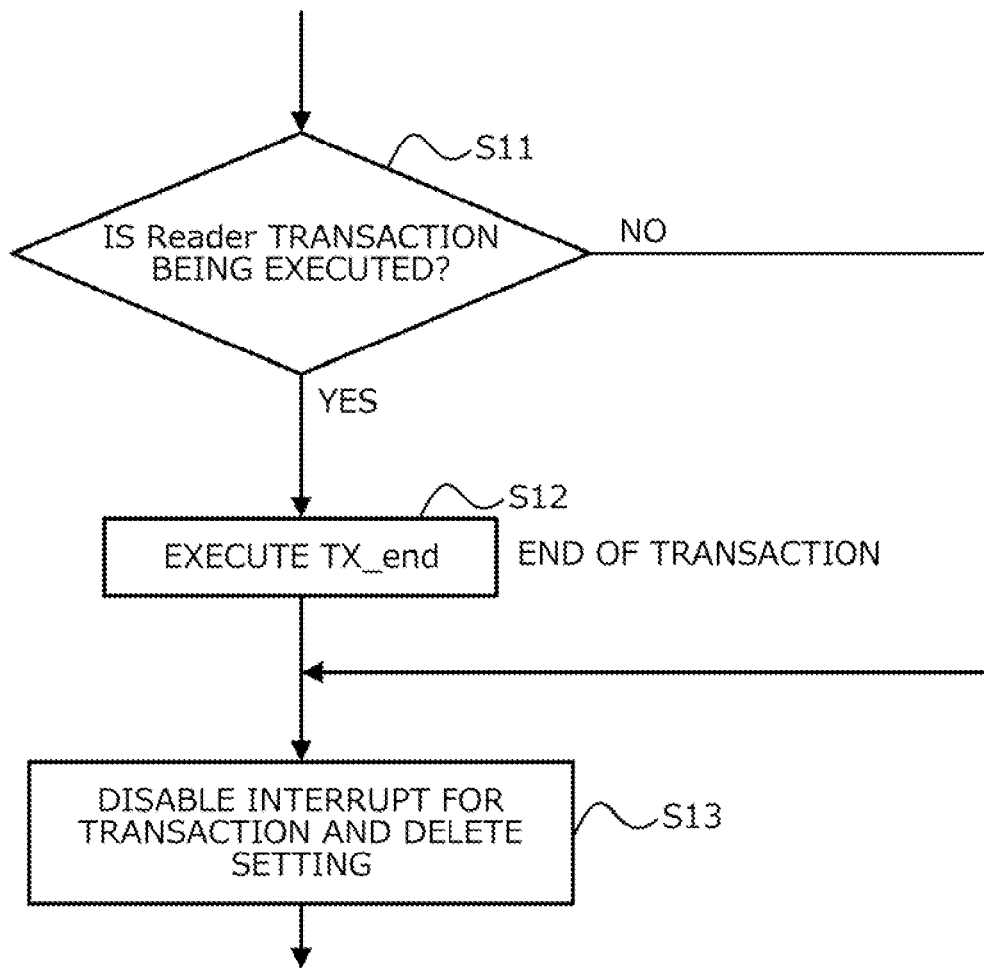 S11
IS Reader TRANSACTION
BEING EXECUTED?
NO
YES
S12
EXECUTE TX_end
END OF TRANSACTION
DISABLE INTERRUPT FOR
TRANSACTION AND DELETE
SETTING
S13